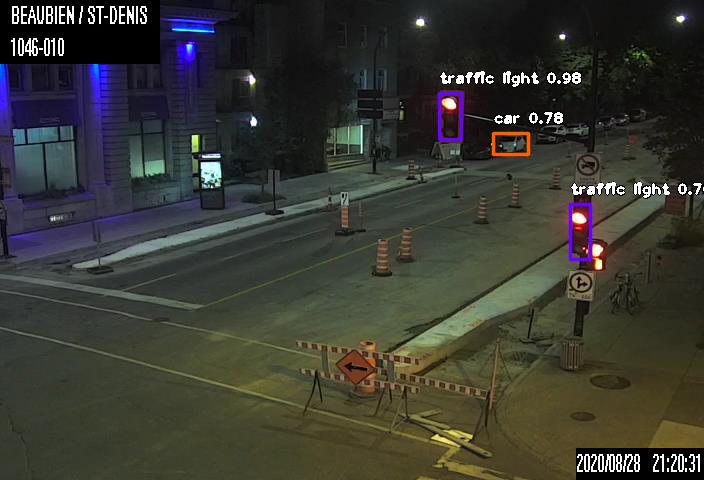 BEAUBIEN / ST-DENIS
1046-010
traffic light 0.98
car 0.78
traffic light 0.7
2020/08/28 21:20:31